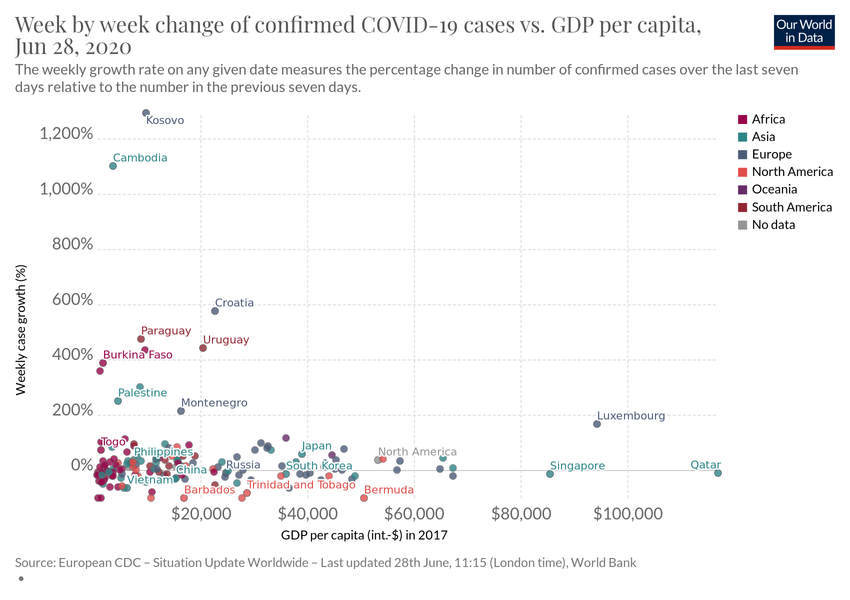 Week by week change of confirmed COVID-19 cases vs. GDP per capita,
Jun 28, 2020
Our World
in Data
The weekly growth rate on any given date measures the percentage change in number of confirmed cases over the last seven
days relative to the number in the previous seven days.
Kosovo
1,200%
Cambodia
1,000%
800%
600%
400%
200%
0%
Weekly case growth (%)
Croatia
Paraguay
Uruguay
Burkina Faso
Palestine
Montenegro
Luxembourg
Togo
Philippines
Japan
North America
China
Russia
South Korea
Singapore
Qatar
Vietnam
Barbados
Trinidad and Tobago
Bermuda
$20,000
$40,000
$60,000
$80,000
$100,000
GDP per capita (int.-$) in 2017
Africa
Asia
Europe
North America
Oceania
South America
No data
Source: European CDC – Situation Update Worldwide – Last updated 28th June, 11:15 (London time), World Bank